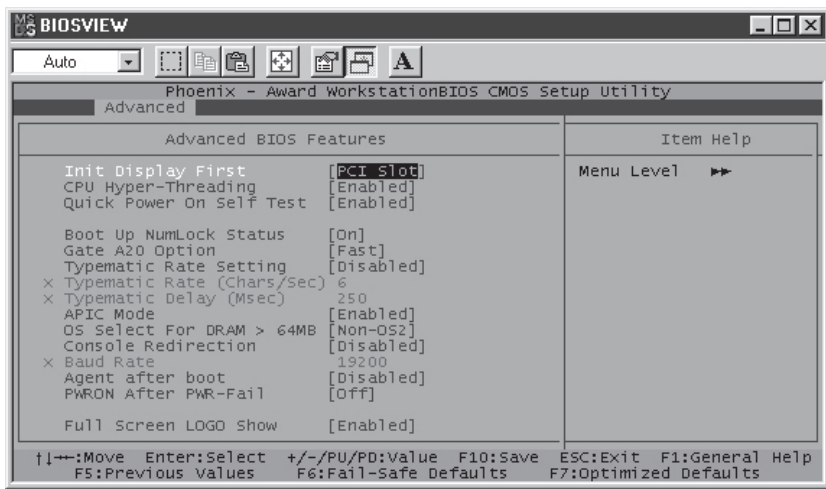 MS DOS BIOSVIEW
Auto A
Phoenix - Award WorkstationBIOS CMOS Setup Utility
Advanced
Advanced BIOS Features Item Help
Init Display First [PCI Slot] Menu Level ►►
CPU Hyper-Threading [Enabled]
Quick Power On Self Test [Enabled]
Boot Up NumLock Status [On]
Gate A20 Option [Fast]
Typematic Rate Setting [Disabled]
x Typematic Rate (Chars/Sec) 6
x Typematic Delay (Msec) 250
APIC Mode [Enabled]
OS Select For DRAM > 64MB [Non-OS2]
Console Redirection [Disabled]
x Baud Rate 19200
Agent after boot [Disabled]
PWRON After PWR-Fail [Off]
Full Screen LOGO Show [Enabled]
↑↓→←:Move Enter:Select +/-/PU/PD:Value F10:Save ESC:Exit F1:General Help
F5:Previous Values F6:Fail-Safe Defaults F7:Optimized Defaults